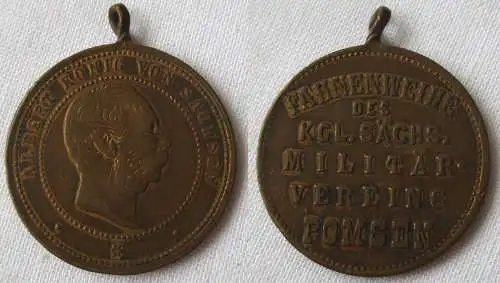 ALBERT KÖNIG VON SACHSEN
FAHNENWEIHE
DES
KGL. SÄCHS.
MILITÄR-
VEREINS
POMSEN